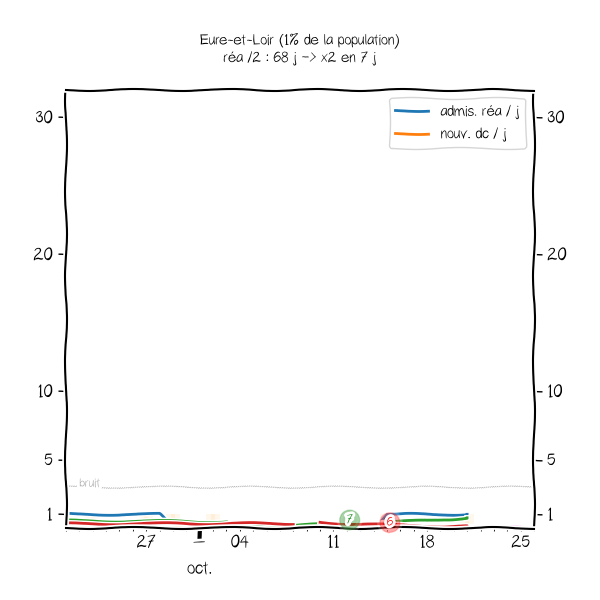 Eure-et-Loir (1% de la population)
réa /2 : 68 j -> x2 en 7 j
admis. réa / j
nouv. dc / j
30
30
20
20
10
10
5
5
bruit
1
1
7
6
27
04
11
18
25
oct.